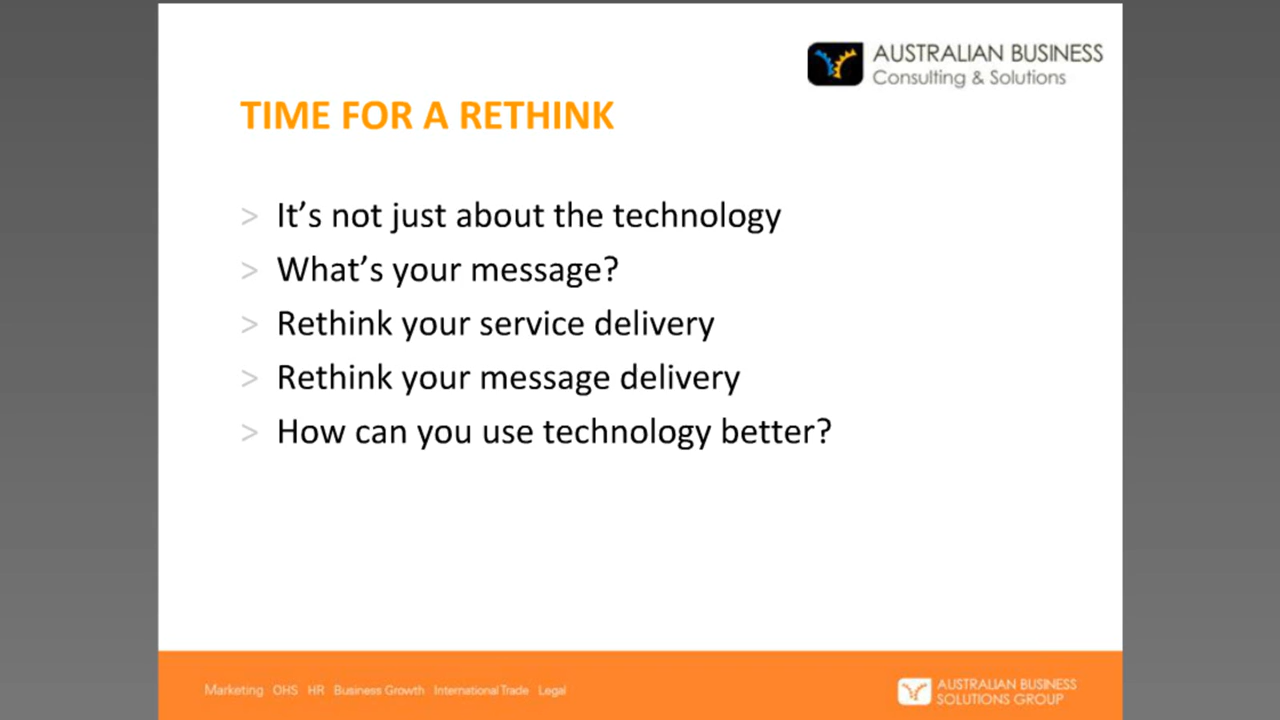 AUSTRALIAN BUSINESS
Consulting & Solutions
TIME FOR A RETHINK
> It's not just about the technology
> What's your message?
> Rethink your service delivery
> Rethink your message delivery
> How can you use technology better?
Marketing OHS HR Business Growth International Trade Legal
AUSTRALIAN BUSINESS
SOLUTIONS GROUP